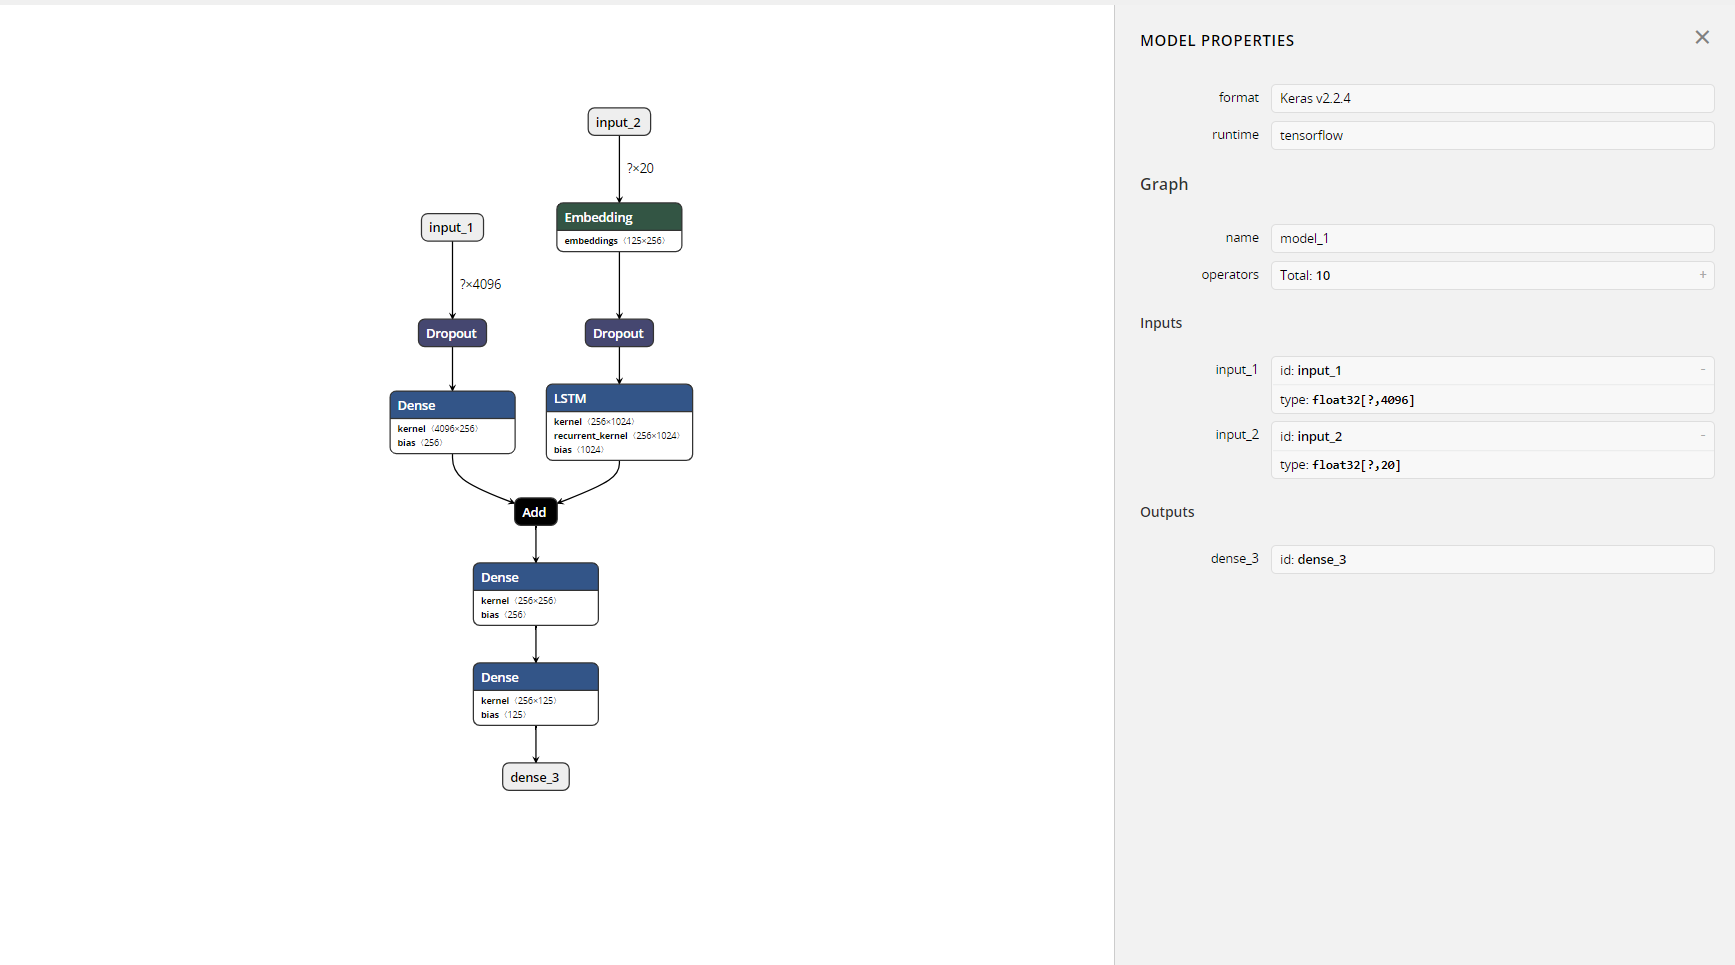 input_2
?×20
Embedding
embeddings ⟨125×256⟩
input_1
?×4096
Dropout
Dropout
Dense
kernel ⟨4096×256⟩
bias ⟨256⟩
LSTM
kernel ⟨256×1024⟩
recurrent_kernel ⟨256×1024⟩
bias ⟨1024⟩
Add
Dense
kernel ⟨256×256⟩
bias ⟨256⟩
Dense
kernel ⟨256×125⟩
bias ⟨125⟩
dense_3
MODEL PROPERTIES
format Keras v2.2.4
runtime tensorflow
Graph
name model_1
operators Total: 10 +
Inputs
input_1 id: input_1 -
type: float32[?,4096]
input_2 id: input_2 -
type: float32[?,20]
Outputs
dense_3 id: dense_3